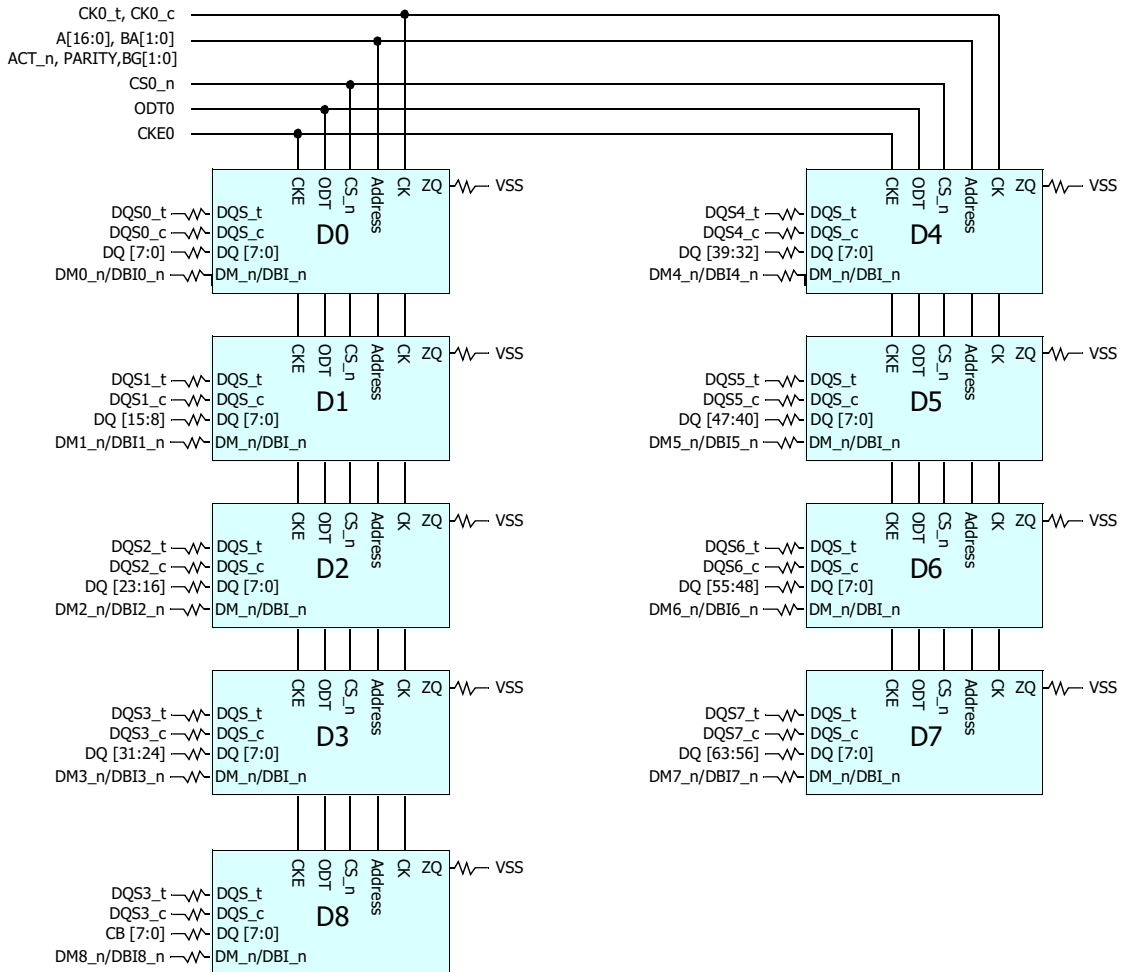 CK0_t, CK0_c
A[16:0], BA[1:0]
ACT_n, PARITY,BG[1:0]
CS0_n
ODT0
CKE0
CKE ODT CS_n Address CK ZQ VSS
DQS0_t DQS_t
DQS0_c DQS_c
DQ [7:0] DQ [7:0]
DM0_n/DBI0_n DM_n/DBI_n
D0
CKE ODT CS_n Address CK ZQ VSS
DQS4_t DQS_t
DQS4_c DQS_c
DQ [39:32] DQ [7:0]
DM4_n/DBI4_n DM_n/DBI_n
D4
CKE ODT CS_n Address CK ZQ VSS
DQS1_t DQS_t
DQS1_c DQS_c
DQ [15:8] DQ [7:0]
DM1_n/DBI1_n DM_n/DBI_n
D1
CKE ODT CS_n Address CK ZQ VSS
DQS5_t DQS_t
DQS5_c DQS_c
DQ [47:40] DQ [7:0]
DM5_n/DBI5_n DM_n/DBI_n
D5
CKE ODT CS_n Address CK ZQ VSS
DQS2_t DQS_t
DQS2_c DQS_c
DQ [23:16] DQ [7:0]
DM2_n/DBI2_n DM_n/DBI_n
D2
CKE ODT CS_n Address CK ZQ VSS
DQS6_t DQS_t
DQS6_c DQS_c
DQ [55:48] DQ [7:0]
DM6_n/DBI6_n DM_n/DBI_n
D6
CKE ODT CS_n Address CK ZQ VSS
DQS3_t DQS_t
DQS3_c DQS_c
DQ [31:24] DQ [7:0]
DM3_n/DBI3_n DM_n/DBI_n
D3
CKE ODT CS_n Address CK ZQ VSS
DQS7_t DQS_t
DQS7_c DQS_c
DQ [63:56] DQ [7:0]
DM7_n/DBI7_n DM_n/DBI_n
D7
CKE ODT CS_n Address CK ZQ VSS
DQS3_t DQS_t
DQS3_c DQS_c
CB [7:0] DQ [7:0]
DM8_n/DBI8_n DM_n/DBI_n
D8